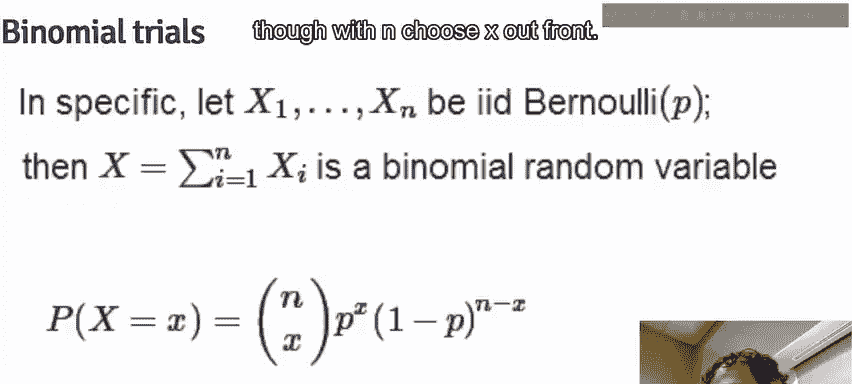 Binomial trials
though with n choose x out front.
In specific, let X₁, . . . , Xₙ be iid Bernoulli(p);
then X = ∑ⁿᵢ₌₁ Xᵢ is a binomial random variable
P(X = x) = (n x) pˣ(1 − p)ⁿ⁻ˣ